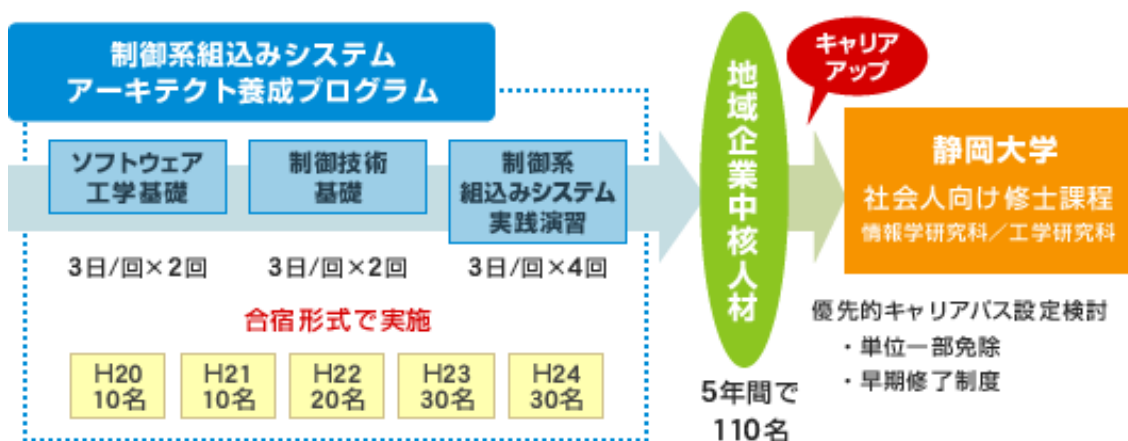 制御系組込みシステム
アーキテクト養成プログラム
ソフトウェア
工学基礎
制御技術
基礎
制御系
組込みシステム
実践演習
3日/回×2回
3日/回×2回
3日/回×4回
合宿形式で実施
H20
10名
H21
10名
H22
20名
H23
30名
H24
30名
地域企業中核人材
5年間で
110名
キャリア
アップ
静岡大学
社会人向け修士課程
情報学研究科／工学研究科
優先的キャリアパス設定検討
・単位一部免除
・早期修了制度